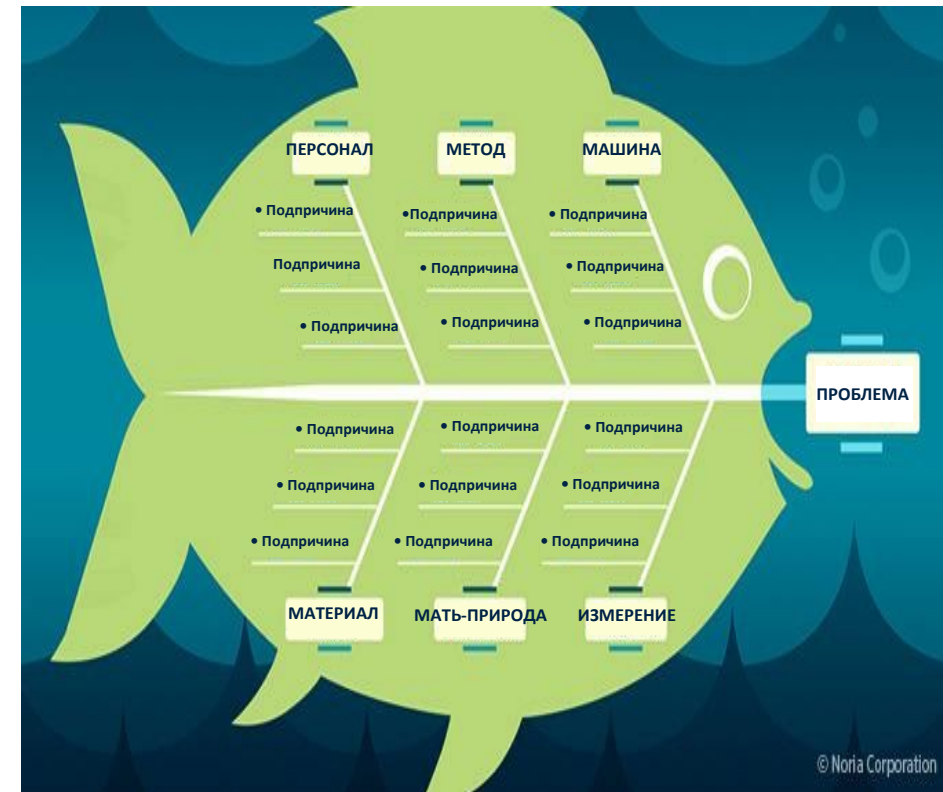 ПЕРСОНАЛ МЕТОД МАШИНА
• Подпричина •Подпричина • Подпричина
Подпричина • Подпричина • Подпричина
• Подпричина • Подпричина • Подпричина
ПРОБЛЕМА
• Подпричина • Подпричина • Подпричина
• Подпричина • Подпричина • Подпричина
• Подпричина • Подпричина • Подпричина
МАТЕРИАЛ МАТЬ-ПРИРОДА ИЗМЕРЕНИЕ
© Noria Corporation